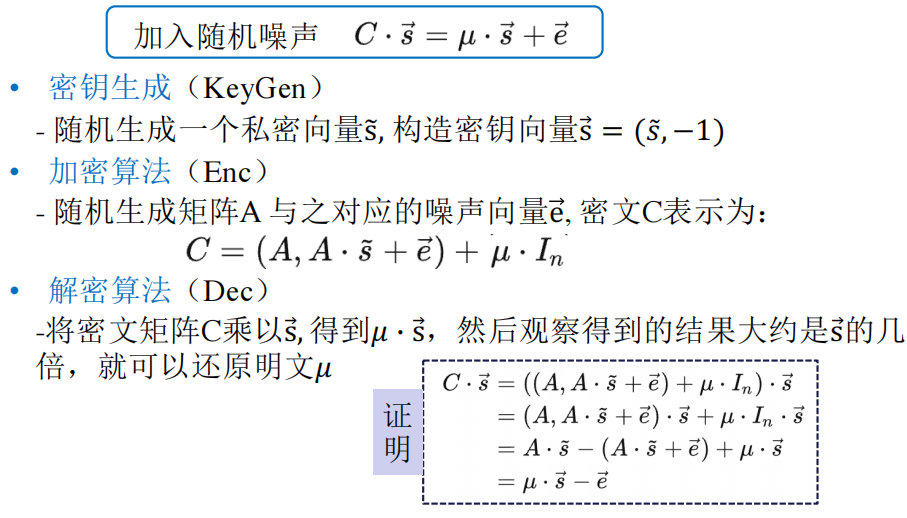 加入随机噪声 $C \cdot \vec{s} = \mu \cdot \vec{s} + \vec{e}$
• 密钥生成（KeyGen）
- 随机生成一个私密向量s̃, 构造密钥向量$\vec{s} = (\tilde{s}, -1)$
• 加密算法（Enc）
- 随机生成矩阵A 与之对应的噪声向量$\vec{e}$, 密文C表示为：
$C = (A, A \cdot \tilde{s} + \vec{e}) + \mu \cdot I_n$
• 解密算法（Dec）
-将密文矩阵C乘以$\vec{s}$, 得到$\mu \cdot \vec{s}$，然后观察得到的结果大约是$\vec{s}$的几
倍，就可以还原明文$\mu$
证
明
$C \cdot \vec{s} = ((A, A \cdot \tilde{s} + \vec{e}) + \mu \cdot I_n) \cdot \vec{s}$
$= (A, A \cdot \tilde{s} + \vec{e}) \cdot \vec{s} + \mu \cdot I_n \cdot \vec{s}$
$= A \cdot \tilde{s} - (A \cdot \tilde{s} + \vec{e}) + \mu \cdot \vec{s}$
$= \mu \cdot \vec{s} - \vec{e}$